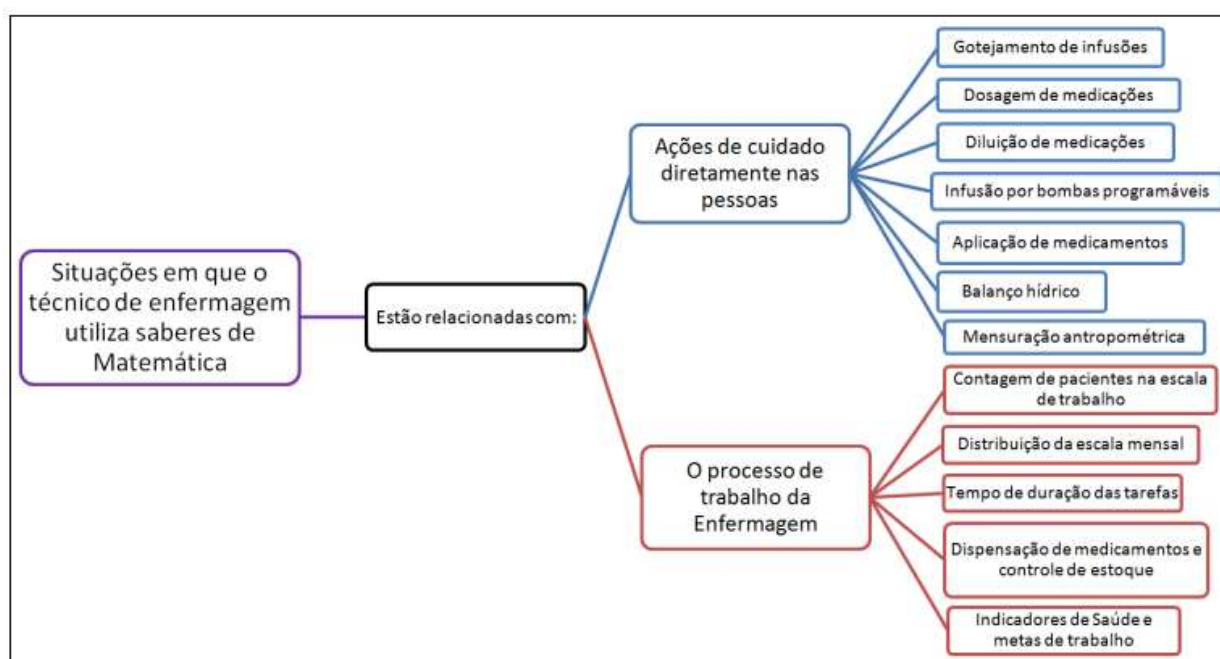 Situações em que o
técnico de enfermagem
utiliza saberes de
Matemática
Estão relacionadas com:
Ações de cuidado
diretamente nas
pessoas
Gotejamento de infusões
Dosagem de medicações
Diluição de medicações
Infusão por bombas programáveis
Aplicação de medicamentos
Balanço hídrico
Mensuração antropométrica
O processo de
trabalho da
Enfermagem
Contagem de pacientes na escala
de trabalho
Distribuição da escala mensal
Tempo de duração das tarefas
Dispensação de medicamentos e
controle de estoque
Indicadores de Saúde e
metas de trabalho